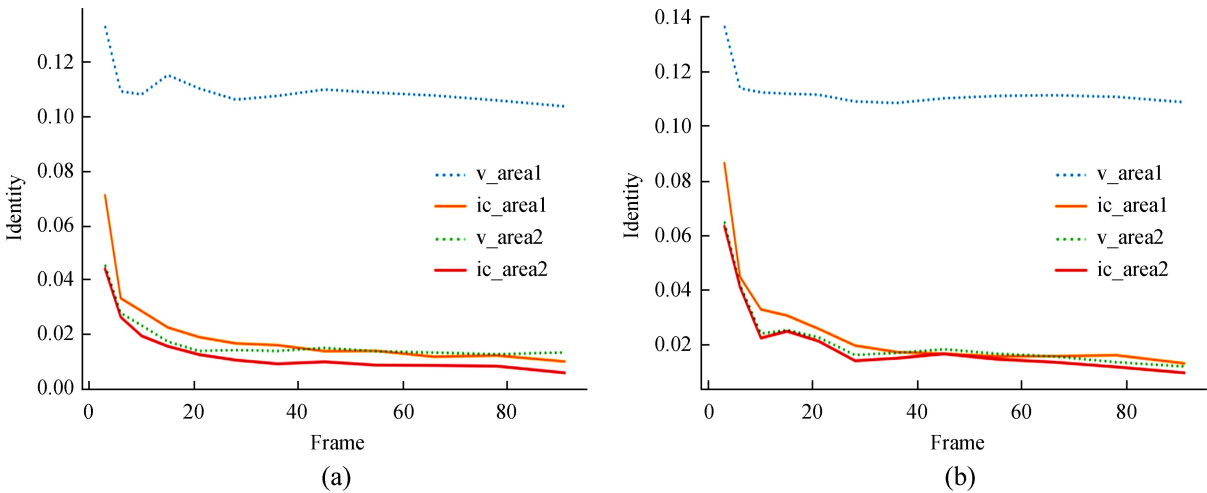 0.12
0.10
0.08
0.06
0.04
0.02
0.00
Identity
v_area1
ic_area1
v_area2
ic_area2
0 20 40 60 80
Frame
(a)
0.14
0.12
0.10
0.08
0.06
0.04
0.02
Identity
v_area1
ic_area1
v_area2
ic_area2
0 20 40 60 80
Frame
(b)